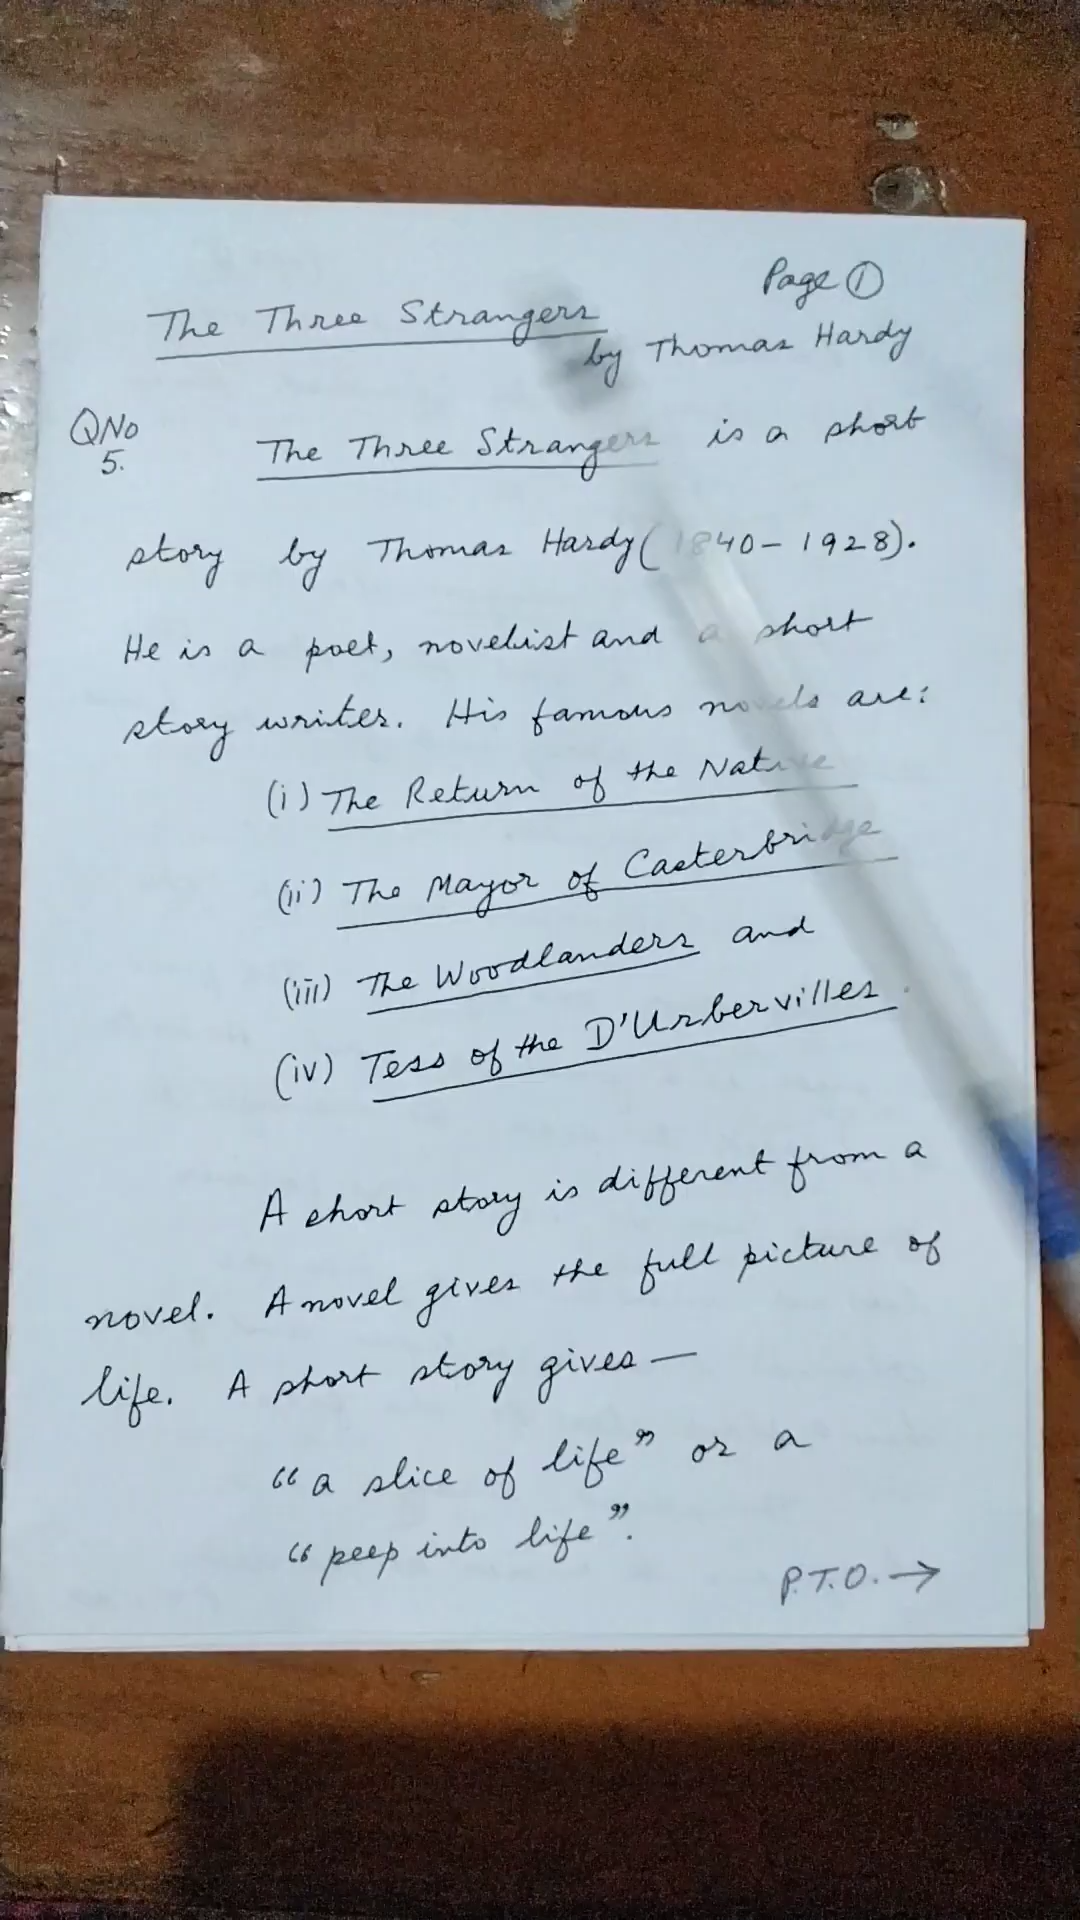 Page ①
The Three Strangers
by Thomas Hardy
QNo 5. The Three Strangers is a short
story by Thomas Hardy (1840-1928).
He is a poet, novelist and a short
story writer. His famous novels are:
(i) The Return of the Native
(ii) The Mayor of Casterbridge
(iii) The Woodlanders and
(iv) Tess of the D'Urbervilles.
A short story is different from a
novel. A novel gives the full picture of
life. A short story gives—
"a slice of life" or a
"peep into life".
P.T.O. →